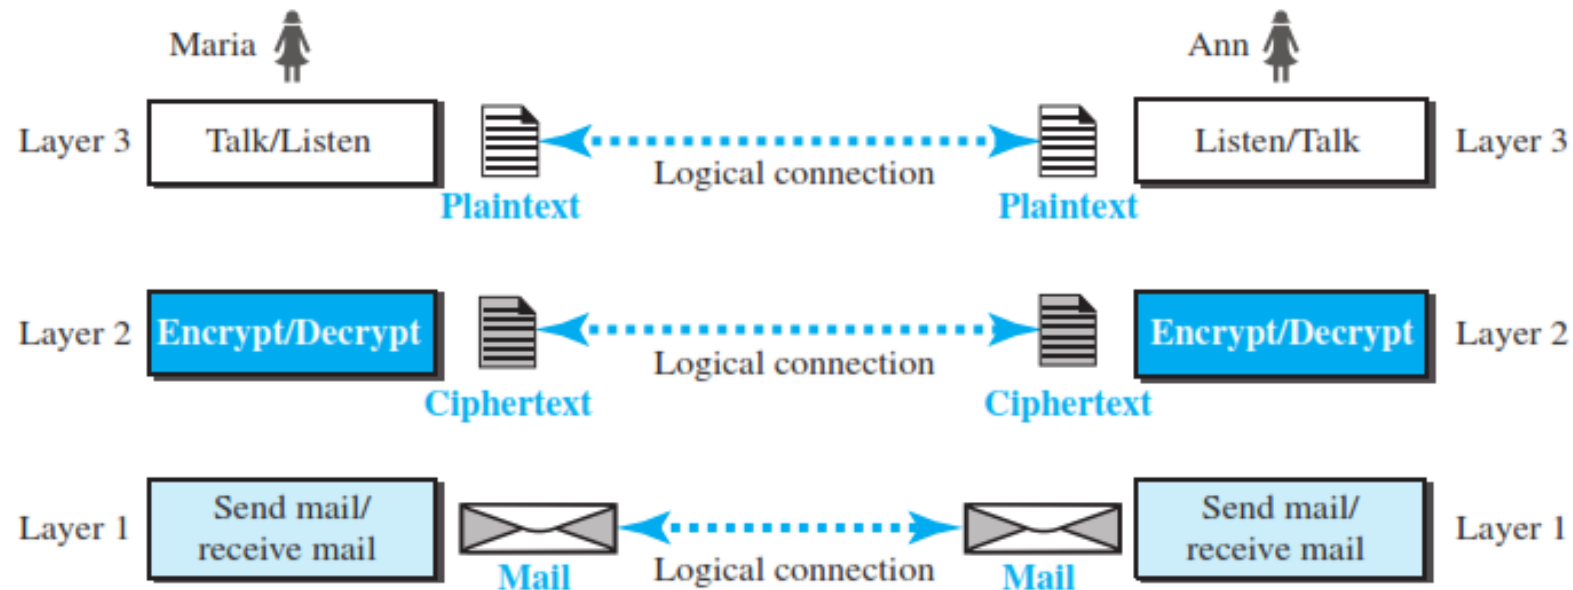 Maria
Ann
Layer 3
Talk/Listen
Logical connection
Listen/Talk
Layer 3
Plaintext
Plaintext
Layer 2
Encrypt/Decrypt
Logical connection
Encrypt/Decrypt
Layer 2
Ciphertext
Ciphertext
Layer 1
Send mail/
receive mail
Mail
Logical connection
Mail
Send mail/
receive mail
Layer 1